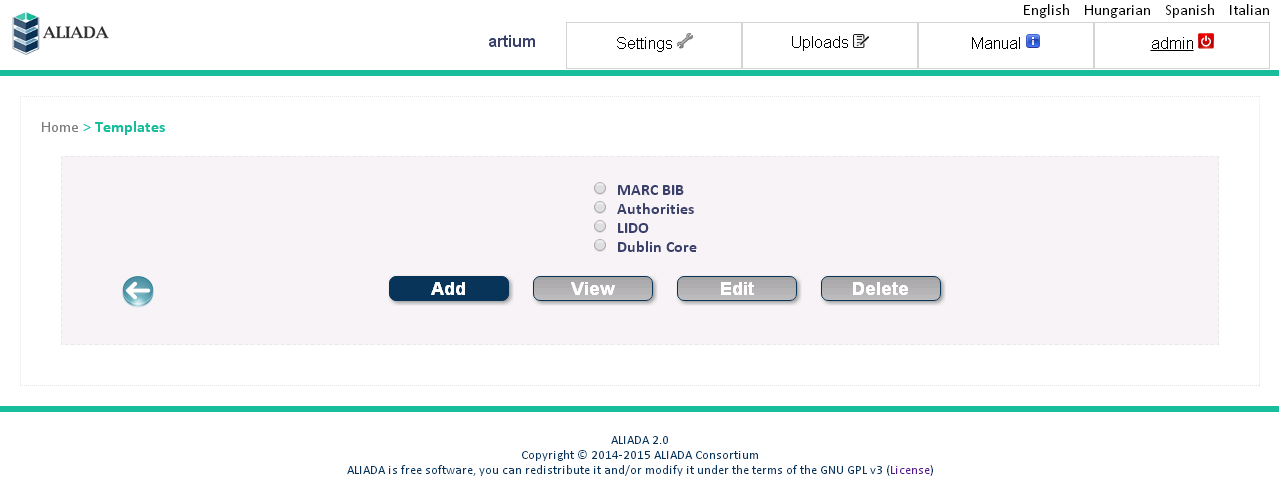 English Hungarian Spanish Italian
ALIADA
artium Settings Uploads Manual admin
Home > Templates
MARC BIB
Authorities
LIDO
Dublin Core
Add View Edit Delete
ALIADA 2.0
Copyright © 2014-2015 ALIADA Consortium
ALIADA is free software, you can redistribute it and/or modify it under the terms of the GNU GPL v3 (License)